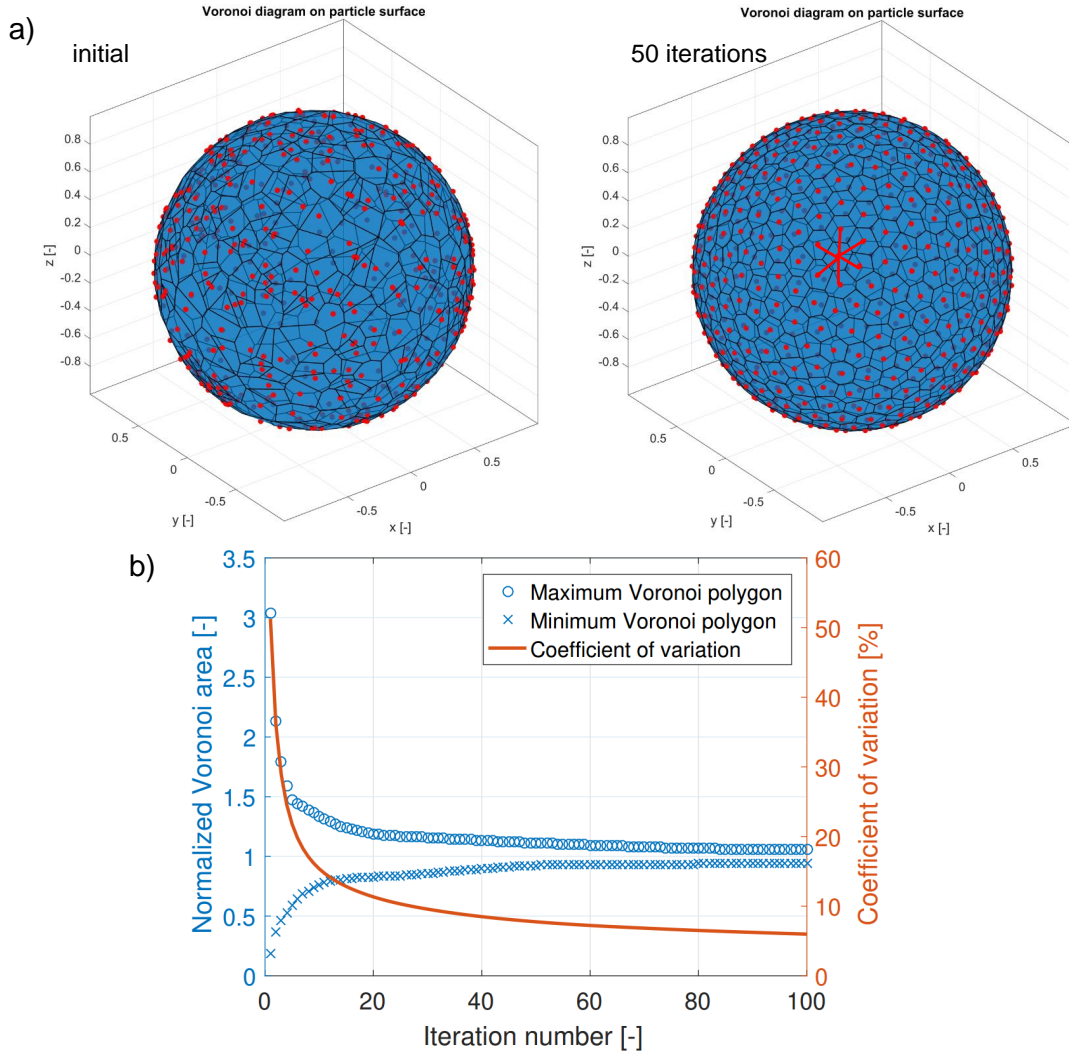 a)
Voronoi diagram on particle surface
initial
0.8
0.6
0.4
0.2
0
-0.2
-0.4
-0.6
-0.8
z [-]
0.5
0
-0.5
y [-]
-0.5
0
0.5
x [-]
Voronoi diagram on particle surface
50 iterations
0.8
0.6
0.4
0.2
0
-0.2
-0.4
-0.6
-0.8
z [-]
0.5
0
-0.5
y [-]
-0.5
0
0.5
x [-]
b)
3.5
3
2.5
2
1.5
1
0.5
0
Normalized Voronoi area [-]
Maximum Voronoi polygon
Minimum Voronoi polygon
Coefficient of variation
60
50
40
30
20
10
0
Coefficient of variation [%]
0 20 40 60 80 100
Iteration number [-]